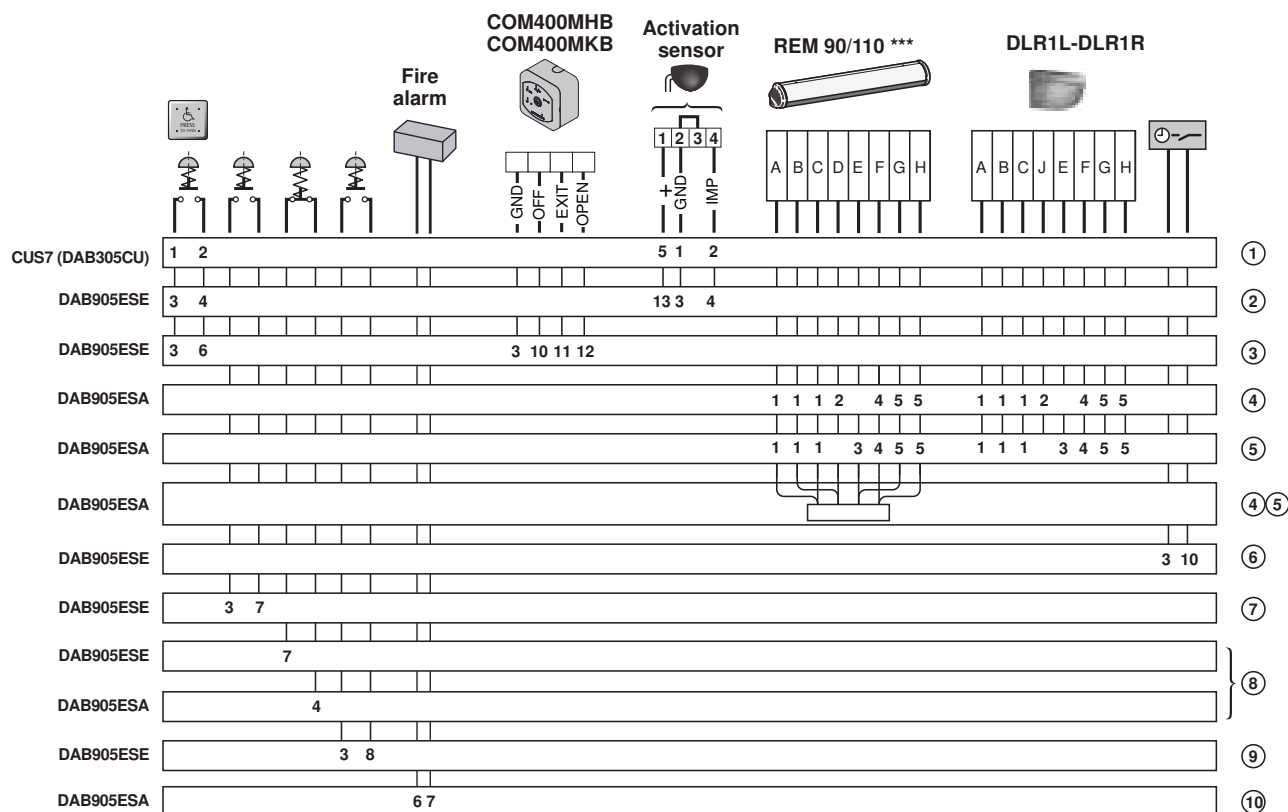 COM400MHB
COM400MKB
Activation
sensor
REM 90/110 ***
DLR1L-DLR1R
Fire
alarm
PRESS
TO OPEN
1 2 3 4
A B C D E F G H
A B C J E F G H
GND OFF EXIT OPEN
+ GND IMP
CUS7 (DAB305CU) 1 2 5 1 2 ①
DAB905ESE 3 4 13 3 4 ②
DAB905ESE 3 6 3 10 11 12 ③
DAB905ESA 1 1 1 2 4 5 5 1 1 1 2 4 5 5 ④
DAB905ESA 1 1 1 3 4 5 5 1 1 1 3 4 5 5 ⑤
DAB905ESA ④⑤
DAB905ESE 3 10 ⑥
DAB905ESE 3 7 ⑦
DAB905ESE 7
⑧
DAB905ESA 4
DAB905ESE 3 8 ⑨
DAB905ESA 6 7 ⑩